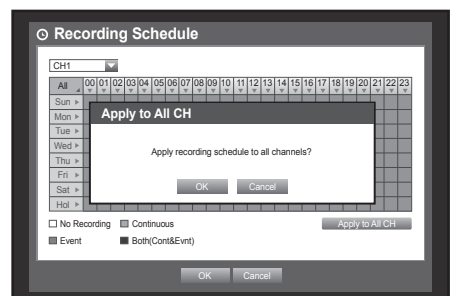 Recording Schedule
CH1
All 00 01 02 03 04 05 06 07 08 09 10 11 12 13 14 15 16 17 18 19 20 21 22 23
Sun
Mon
Apply to All CH
Tue
Wed
Apply recording schedule to all channels?
Thu
Fri
OK Cancel
Sat
Hol
No Recording Continuous Apply to All CH
Event Both(Cont&Evnt)
OK Cancel